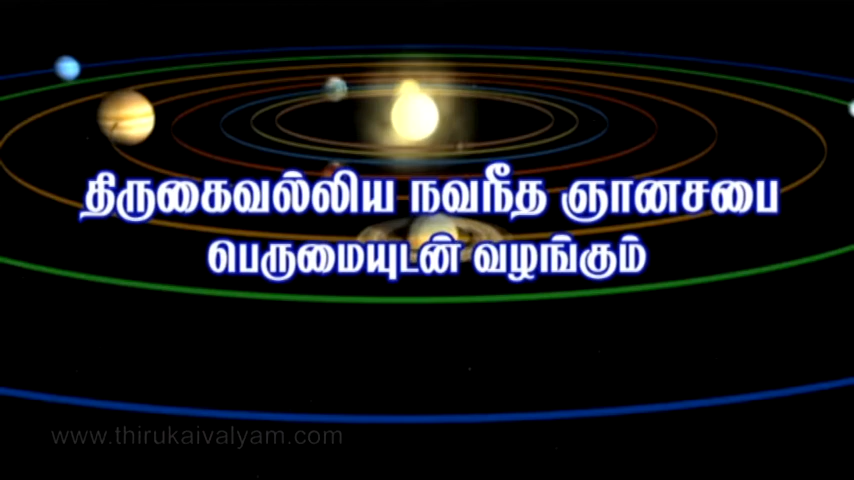 திருகைவல்லிய நவநீத ஞானசபை
பெருமையுடன் வழங்கும்
www.thirukaivalyam.com